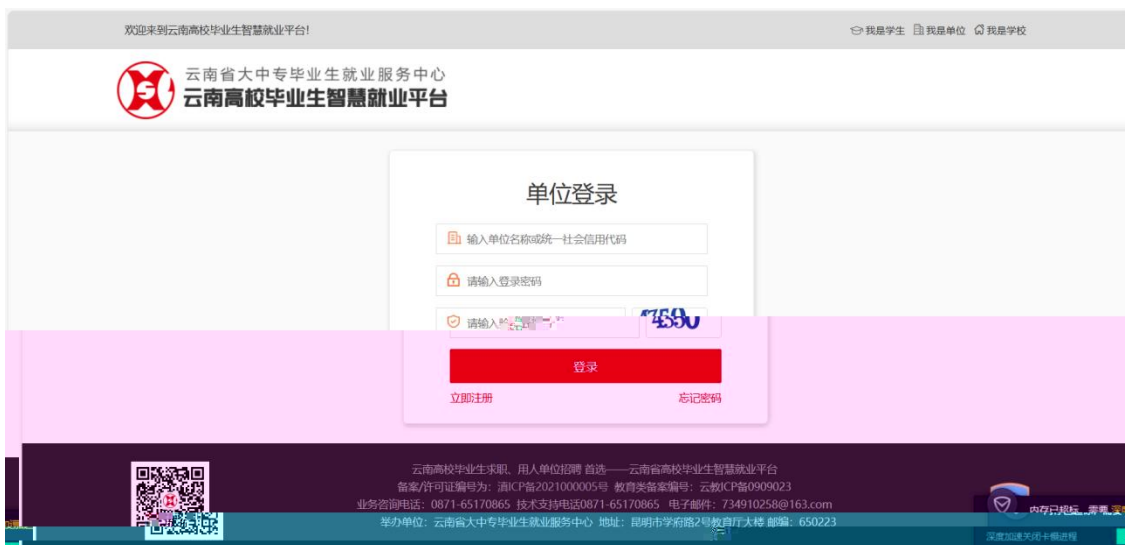 欢迎来到云南高校毕业生智慧就业平台!
我是学生 我是单位 我是学校
云南省大中专毕业生就业服务中心
云南高校毕业生智慧就业平台
单位登录
输入单位名称或统一社会信用代码
请输入登录密码
请输入
登录
立即注册 忘记密码
云南高校毕业生求职、用人单位招聘 首选——云南省高校毕业生智慧就业平台
备案/许可证编号为:滇ICP备2021000005号 教育类备案编号:云教ICP备0909023
业务咨询电话:0871-65170865 技术支持电话0871-65170865 电子邮件:734910258@163.com
举办单位:云南省大中专毕业生就业服务中心 地址:昆明市学府路2号教育厅大楼 邮编:650223
内存已超标,需要
深度加速关闭卡慢进程